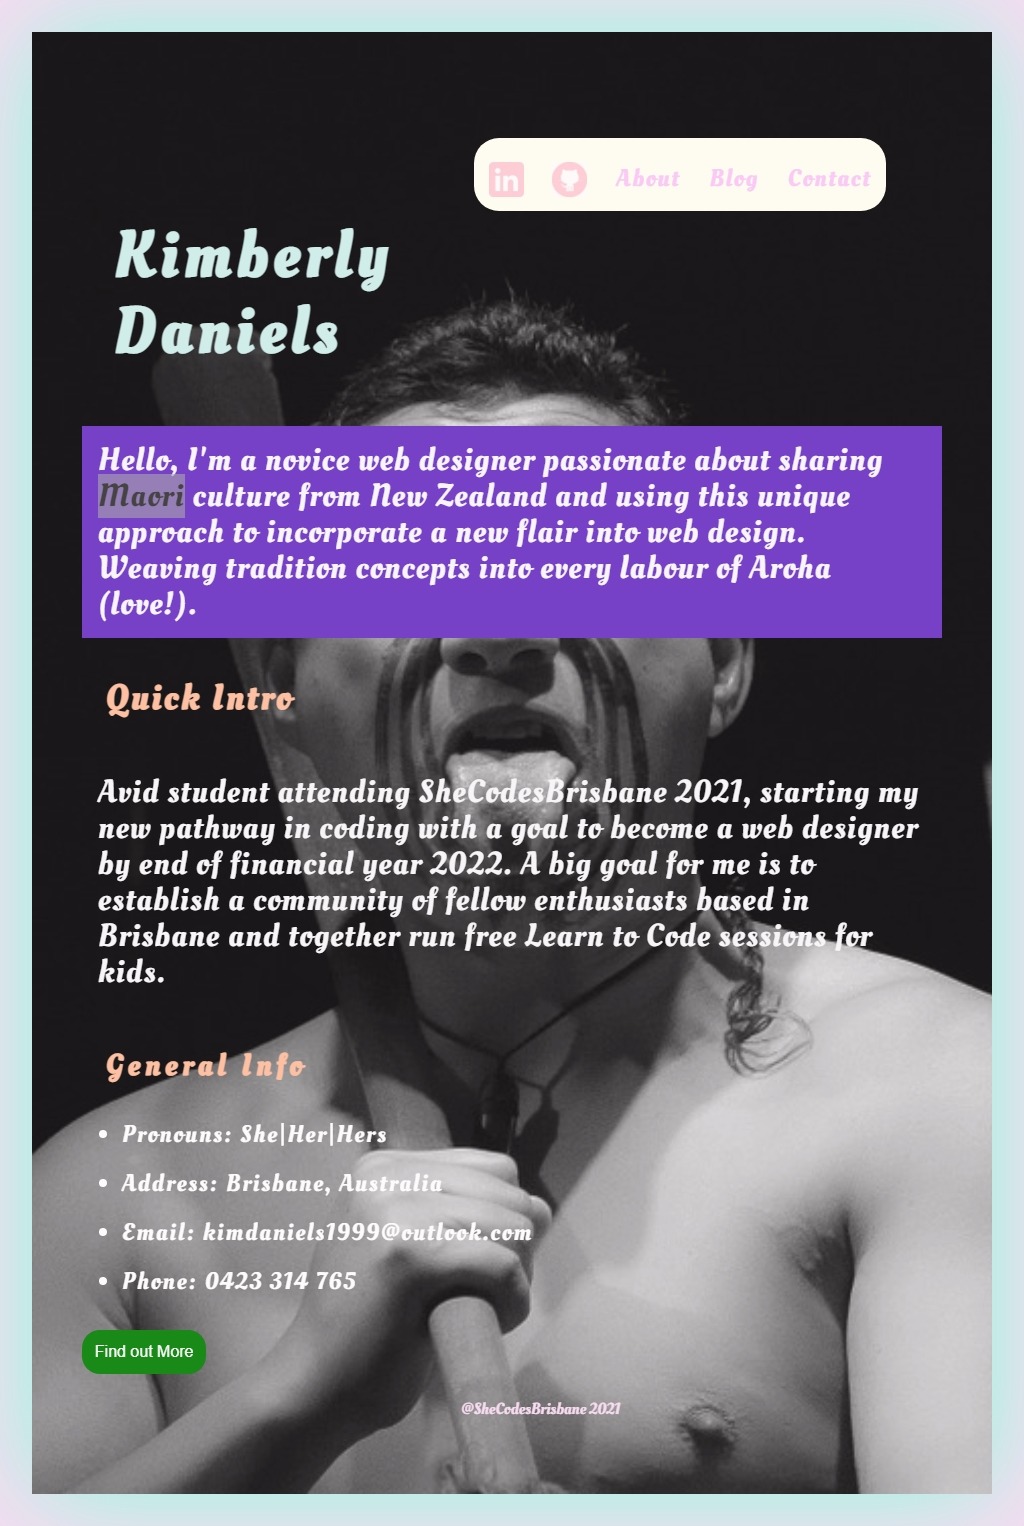 in About Blog Contact
Kimberly
Daniels
Hello, I'm a novice web designer passionate about sharing
Maori culture from New Zealand and using this unique
approach to incorporate a new flair into web design.
Weaving tradition concepts into every labour of Aroha
(love!).
Quick Intro
Avid student attending SheCodesBrisbane 2021, starting my
new pathway in coding with a goal to become a web designer
by end of financial year 2022. A big goal for me is to
establish a community of fellow enthusiasts based in
Brisbane and together run free Learn to Code sessions for
kids.
General Info
• Pronouns: She|Her|Hers
• Address: Brisbane, Australia
• Email: kimdaniels1999@outlook.com
• Phone: 0423 314 765
Find out More
@SheCodesBrisbane 2021